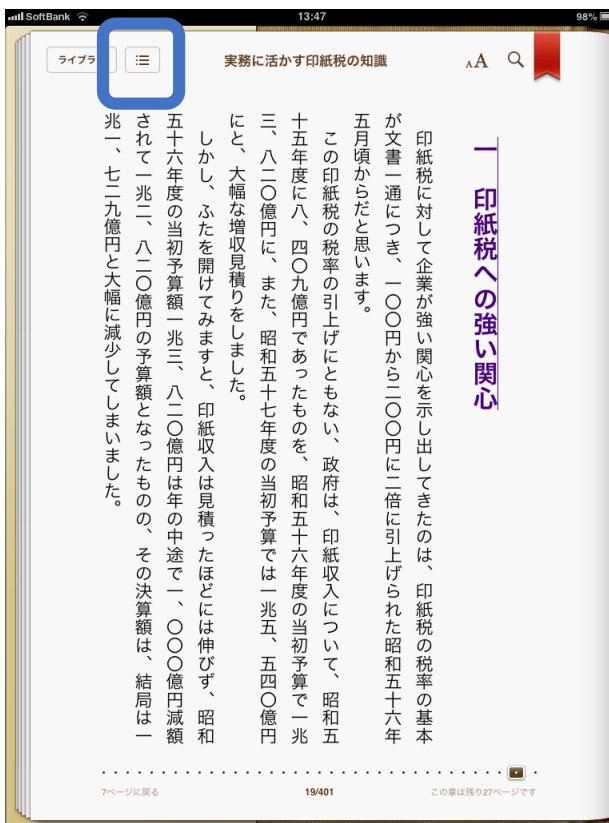 SoftBank
13:47
98%
ライブラ
実務に活かす印紙税の知識
AA
一　印紙税への強い関心
　印紙税に対して企業が強い関心を示し出してきたのは、印紙税の税率の基本
が文書一通につき、一〇〇円から二〇〇円に二倍に引上げられた昭和五十六年
五月頃からだと思います。
　この印紙税の税率の引上げにともない、政府は、印紙収入について、昭和五
十五年度に八、四〇九億円であったものを、昭和五十六年度の当初予算で一兆
三、八二〇億円に、また、昭和五十七年度の当初予算では一兆五、五四〇億円
にと、大幅な増収見積りをしました。
　しかし、ふたを開けてみますと、印紙収入は見積ったほどには伸びず、昭和
五十六年度の当初予算額一兆三、八二〇億円は年の中途で一、〇〇〇億円減額
されて一兆二、八二〇億円の予算額となったものの、その決算額は、結局は一
兆一、七二九億円と大幅に減少してしまいました。
7ページに戻る
19/401
この章は残り27ページです